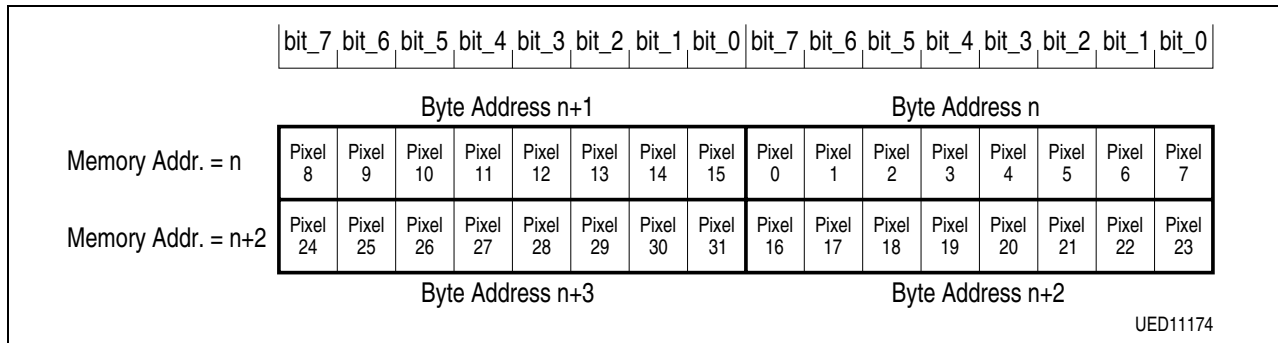 bit_7 bit_6 bit_5 bit_4 bit_3 bit_2 bit_1 bit_0 bit_7 bit_6 bit_5 bit_4 bit_3 bit_2 bit_1 bit_0
Byte Address n+1 Byte Address n
Memory Addr. = n Pixel 8 Pixel 9 Pixel 10 Pixel 11 Pixel 12 Pixel 13 Pixel 14 Pixel 15 Pixel 0 Pixel 1 Pixel 2 Pixel 3 Pixel 4 Pixel 5 Pixel 6 Pixel 7
Memory Addr. = n+2 Pixel 24 Pixel 25 Pixel 26 Pixel 27 Pixel 28 Pixel 29 Pixel 30 Pixel 31 Pixel 16 Pixel 17 Pixel 18 Pixel 19 Pixel 20 Pixel 21 Pixel 22 Pixel 23
Byte Address n+3 Byte Address n+2
UED11174